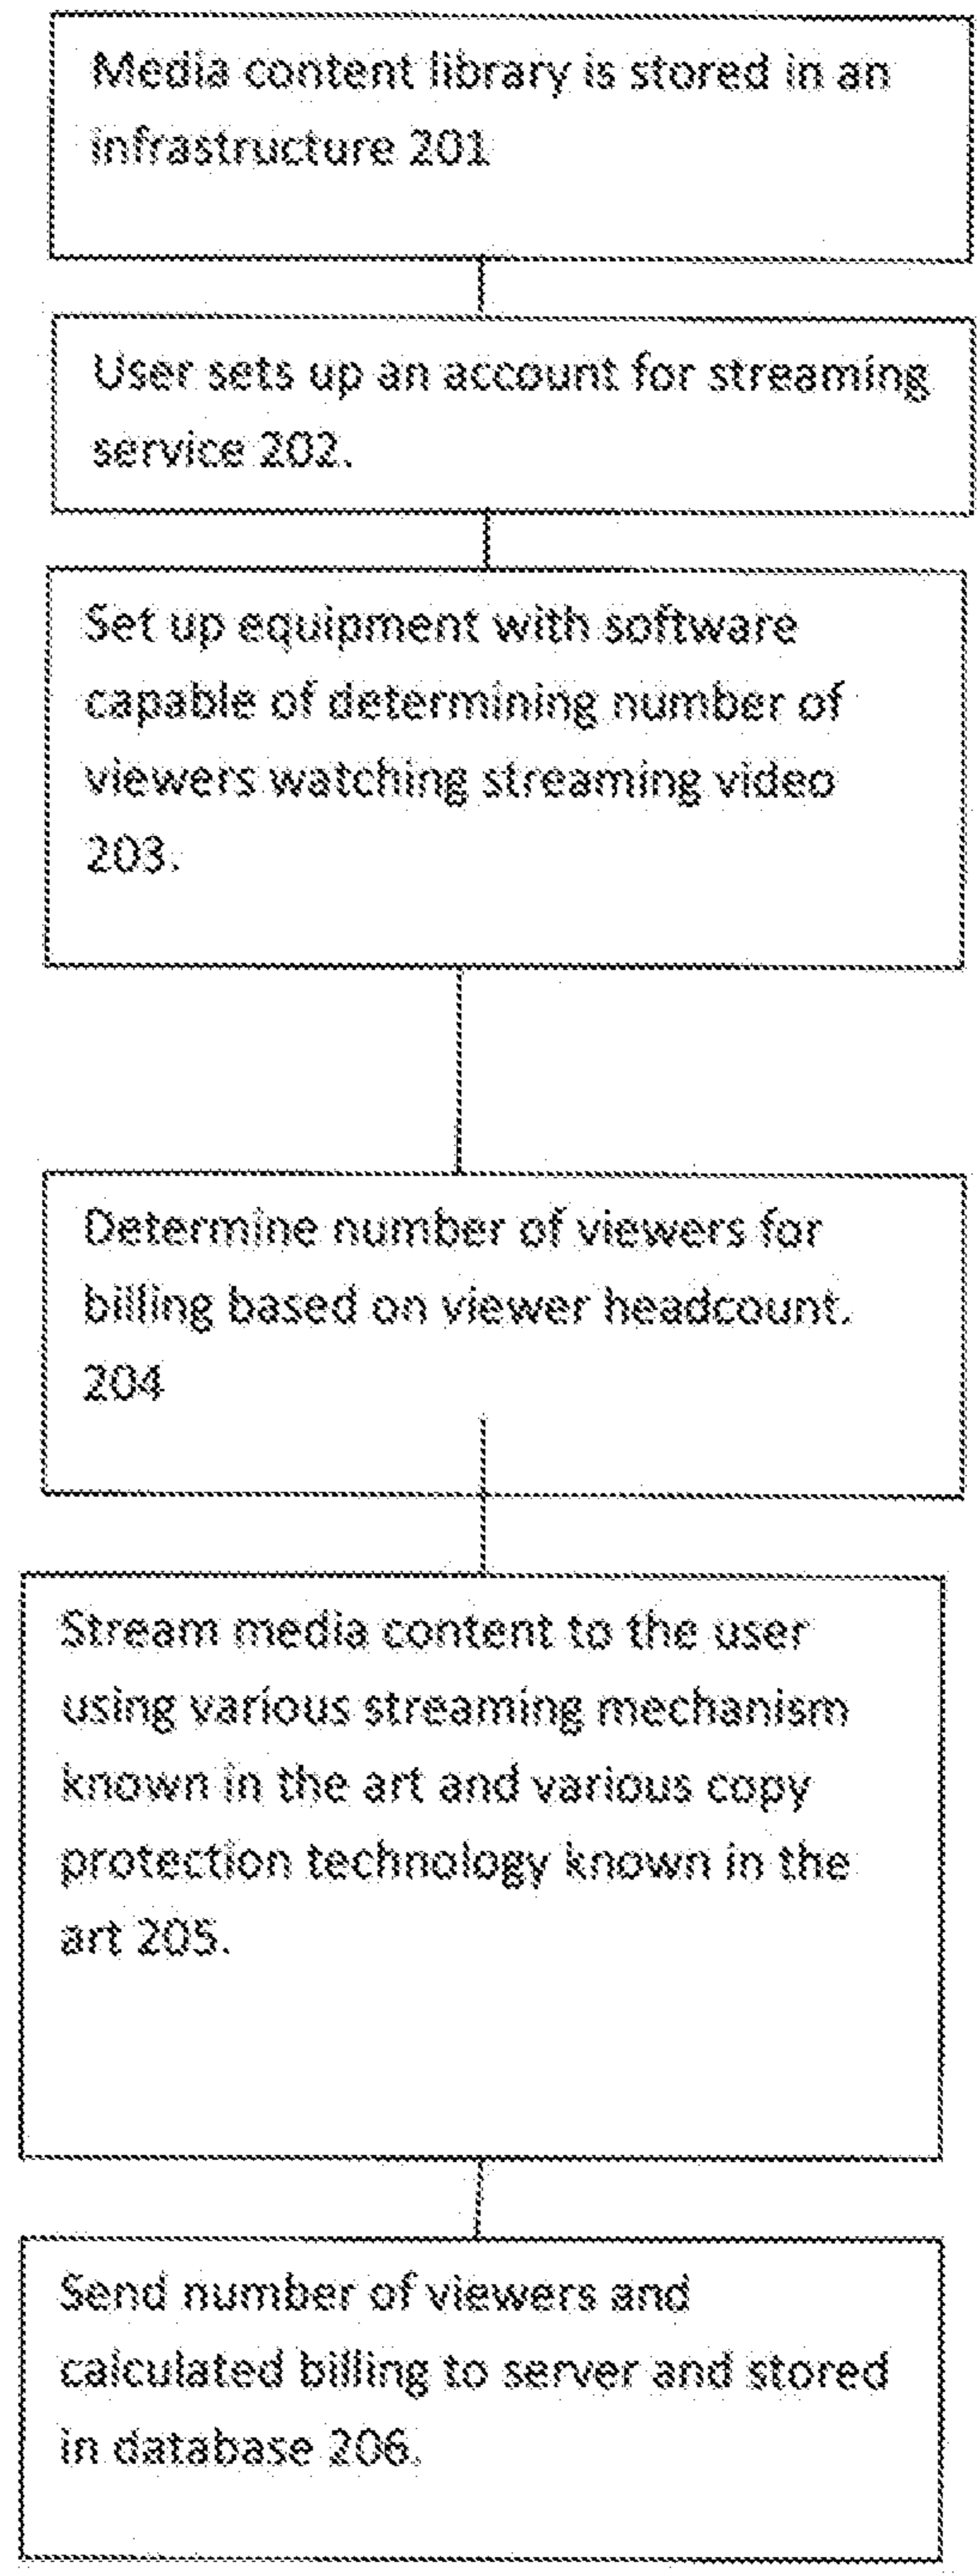 Media content library is stored in an
infrastructure 201
User sets up an account for streaming
service 202.
Set up equipment with software
capable of determining number of
viewers watching streaming video
203.
Determine number of viewers for
billing based on viewer headcount.
204
Stream media content to the user
using various streaming mechanism
known in the art and various copy
protection technology known in the
art 205.
Send number of viewers and
calculated billing to server and stored
in database 206.